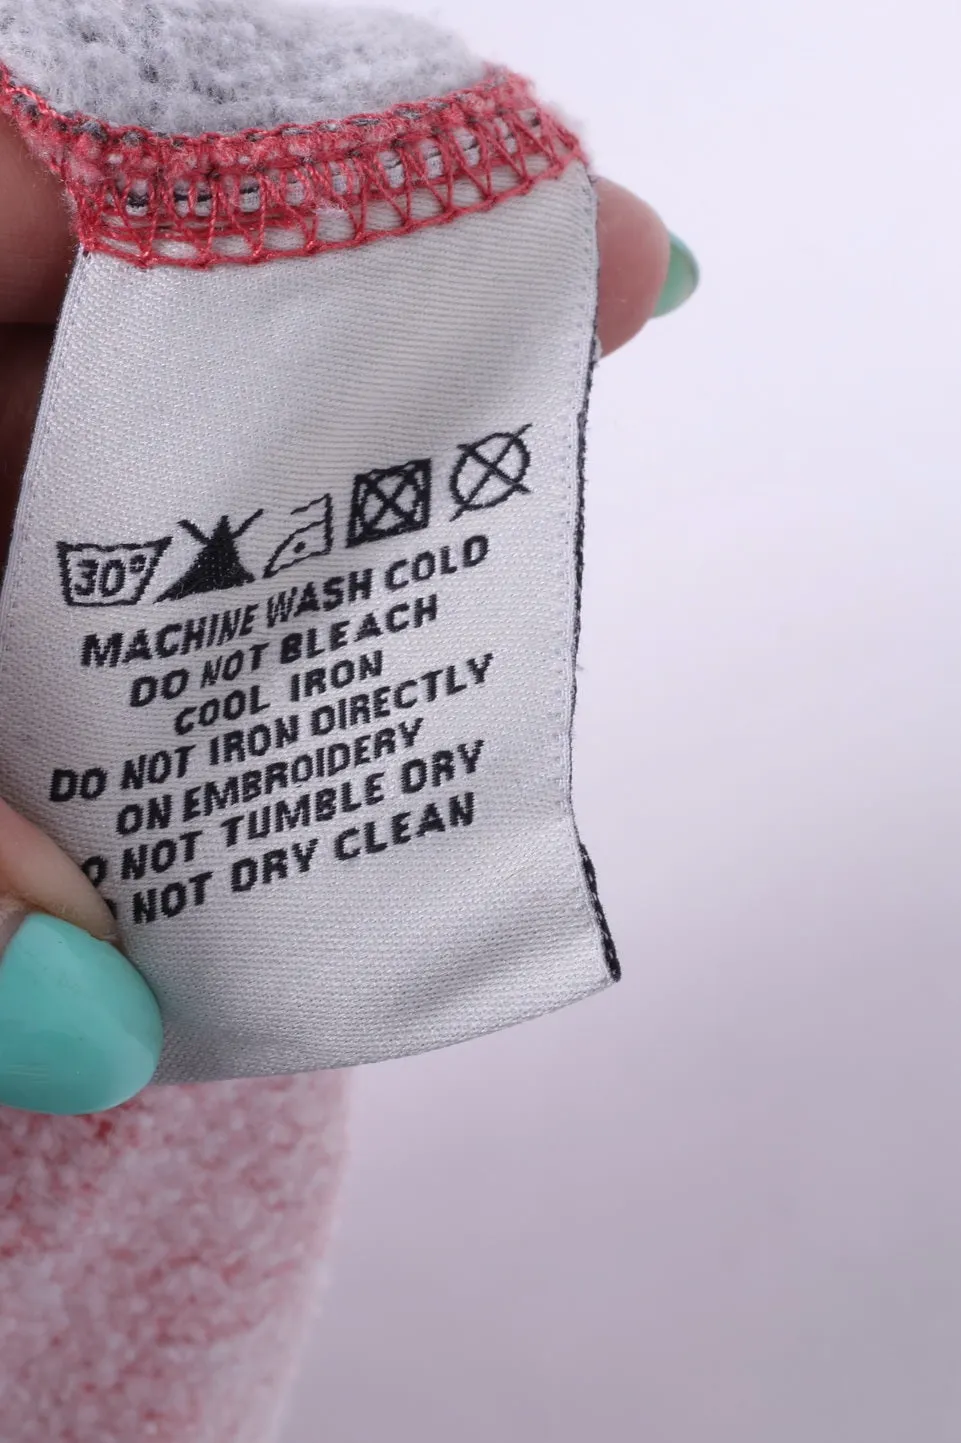 30°
MACHINE WASH COLD
DO NOT BLEACH
COOL IRON
DO NOT IRON DIRECTLY
ON EMBROIDERY
O NOT TUMBLE DRY
NOT DRY CLEAN